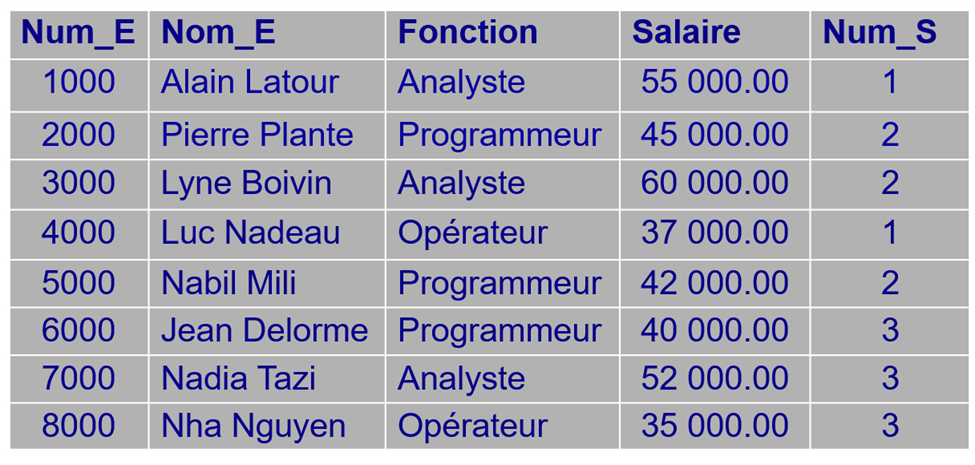 Num_E Nom_E Fonction Salaire Num_S
1000 Alain Latour Analyste 55 000.00 1
2000 Pierre Plante Programmeur 45 000.00 2
3000 Lyne Boivin Analyste 60 000.00 2
4000 Luc Nadeau Opérateur 37 000.00 1
5000 Nabil Mili Programmeur 42 000.00 2
6000 Jean Delorme Programmeur 40 000.00 3
7000 Nadia Tazi Analyste 52 000.00 3
8000 Nha Nguyen Opérateur 35 000.00 3